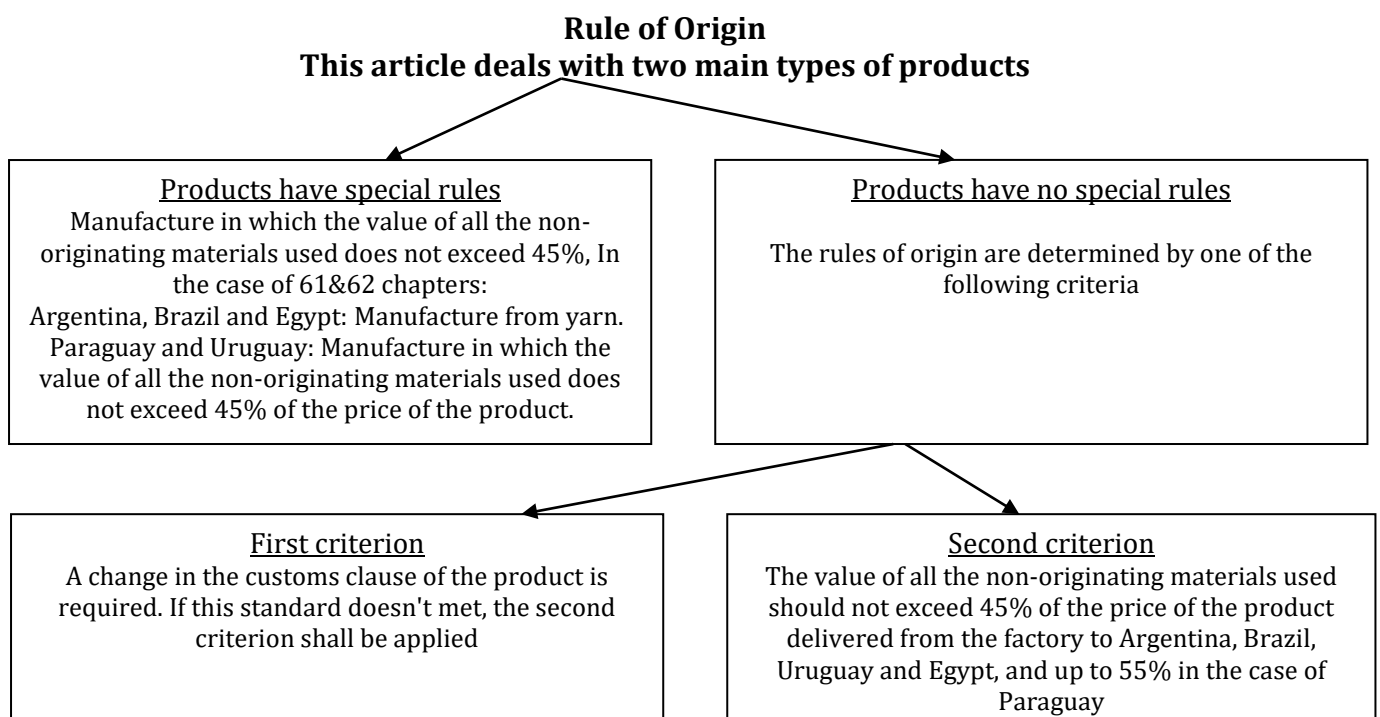 Rule of Origin
This article deals with two main types of products
Products have special rules
Manufacture in which the value of all the non-
originating materials used does not exceed 45%, In
the case of 61&62 chapters:
Argentina, Brazil and Egypt: Manufacture from yarn.
Paraguay and Uruguay: Manufacture in which the
value of all the non-originating materials used does
not exceed 45% of the price of the product.
Products have no special rules
The rules of origin are determined by one of the
following criteria
First criterion
A change in the customs clause of the product is
required. If this standard doesn't met, the second
criterion shall be applied
Second criterion
The value of all the non-originating materials used
should not exceed 45% of the price of the product
delivered from the factory to Argentina, Brazil,
Uruguay and Egypt, and up to 55% in the case of
Paraguay